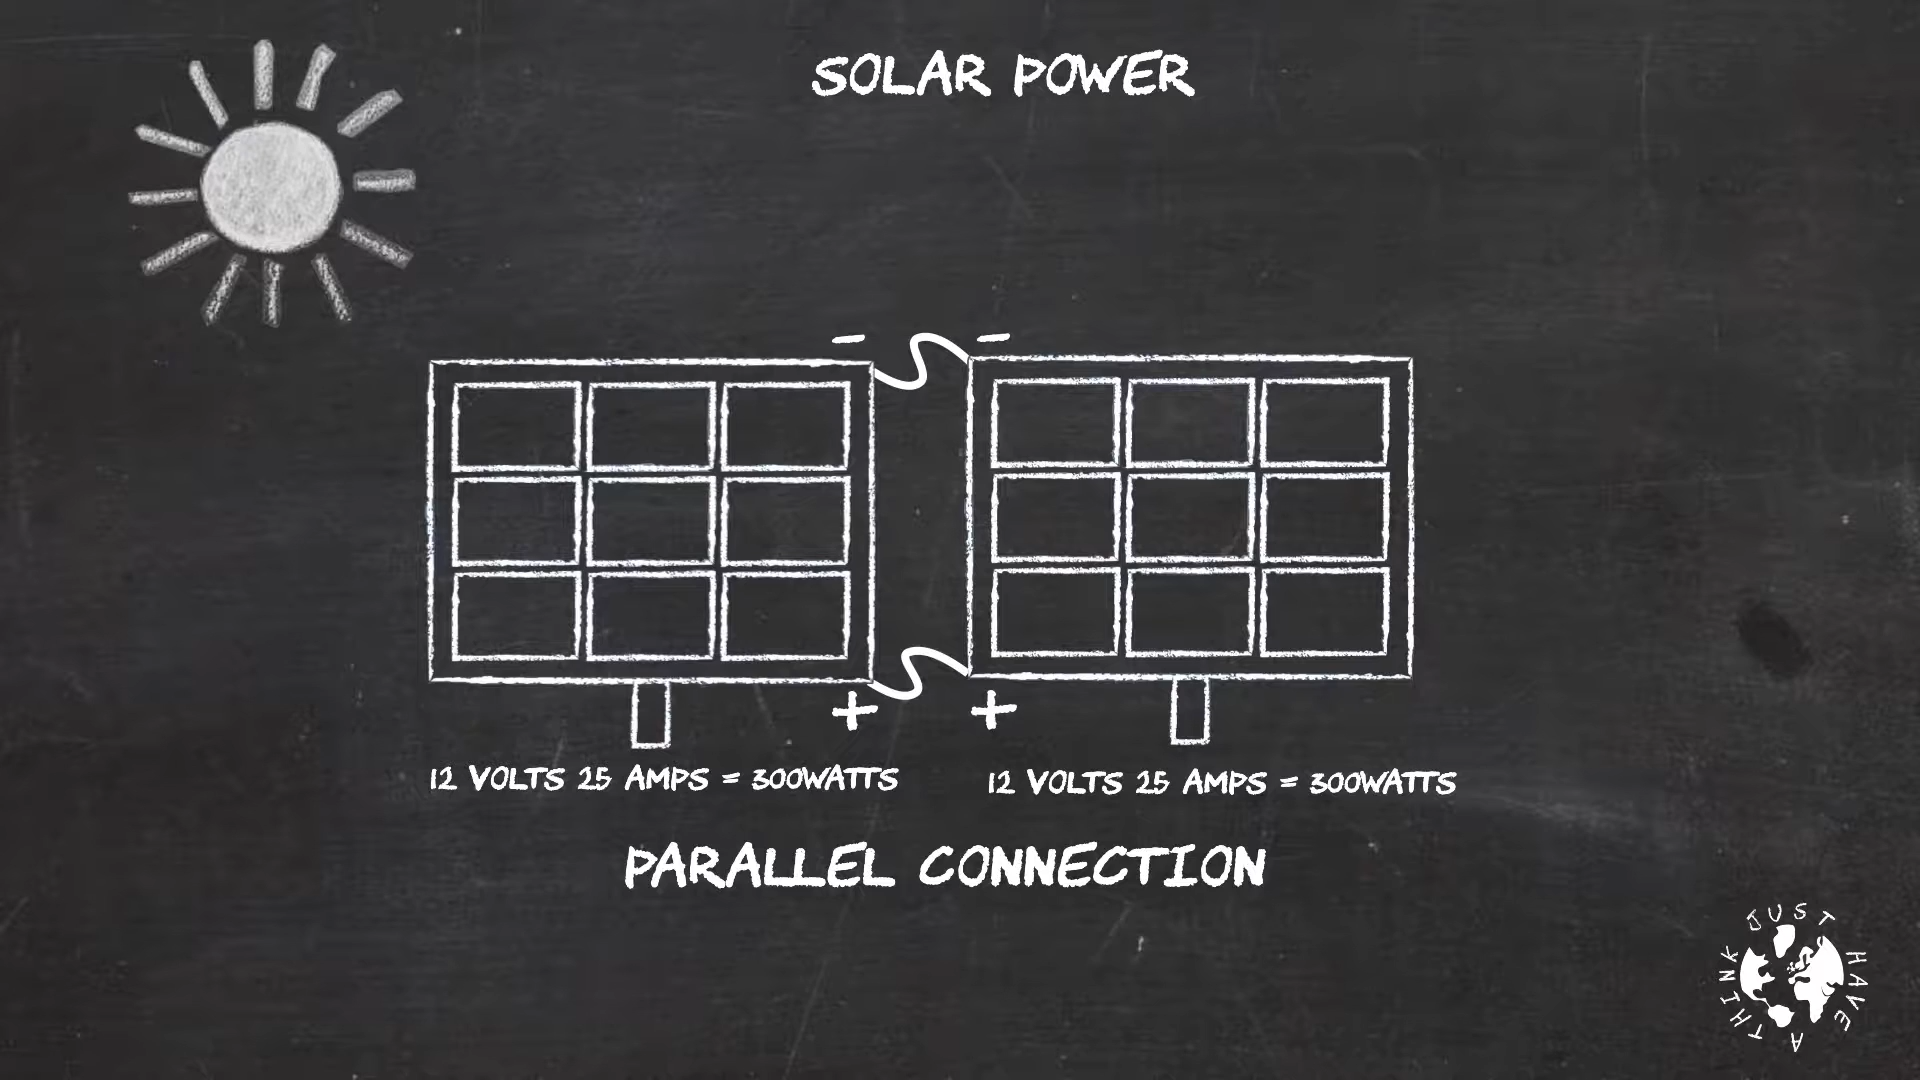 SOLAR POWER
- -
+ +
12 VOLTS 25 AMPS = 300WATTS
12 VOLTS 25 AMPS = 300WATTS
PARALLEL CONNECTION
JUST HAVE A THINK